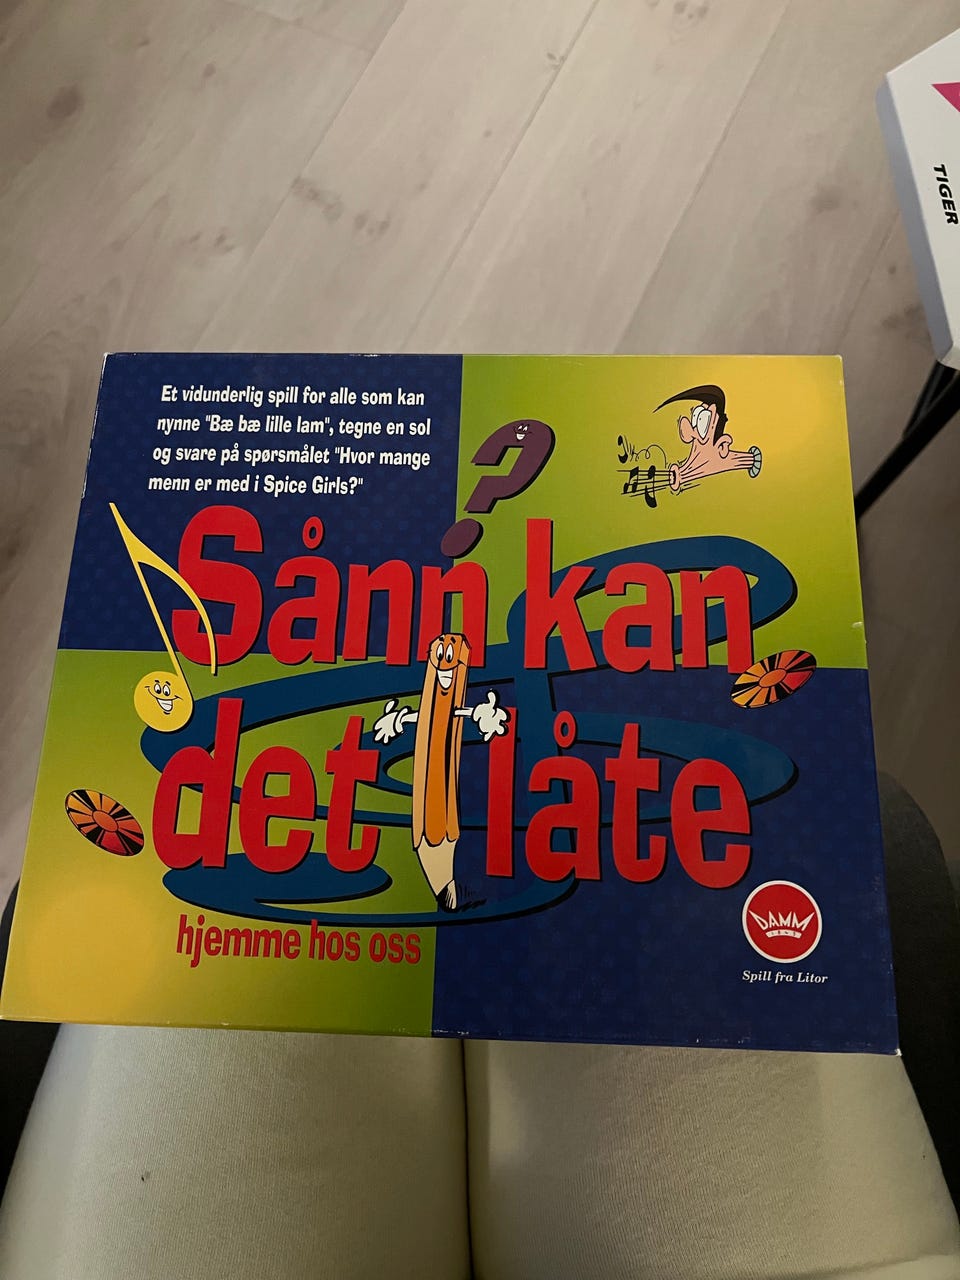 TIGER
Et vidunderlig spill for alle som kan
nynne "Bæ bæ lille lam", tegne en sol
og svare på spørsmålet "Hvor mange
menn er med i Spice Girls?"
Sånn kan
det låte
hjemme hos oss
DAMM
Spill fra Litor